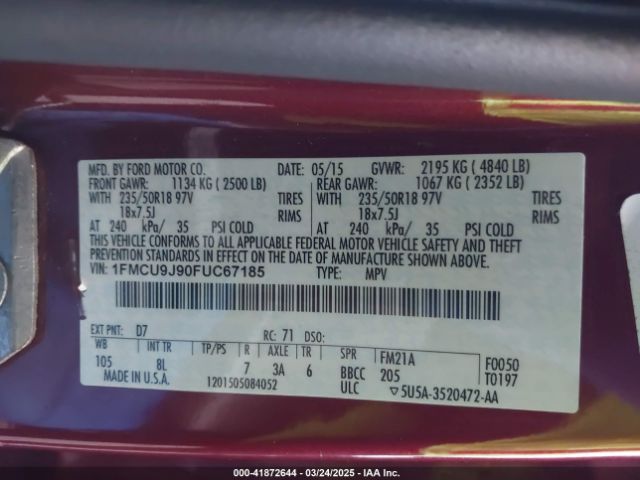 MFD. BY FORD MOTOR CO. DATE: 05/15 GVWR: 2195 KG ( 4840 LB)
FRONT GAWR: 1134 KG ( 2500 LB) REAR GAWR: 1067 KG ( 2352 LB)
WITH 235/50R18 97V TIRES WITH 235/50R18 97V TIRES
18x7.5J RIMS 18x7.5J RIMS
AT 240 kPa/ 35 PSI COLD AT 240 kPa/ 35 PSI COLD
THIS VEHICLE CONFORMS TO ALL APPLICABLE FEDERAL MOTOR VEHICLE SAFETY AND THEFT
PREVENTION STANDARDS IN EFFECT ON THE DATE OF MANUFACTURE SHOWN ABOVE.
VIN: 1FMCU9J90FUC67185 TYPE: MPV
EXT PNT: D7 RC: 71 DSO:
WB INT TR TP/PS R AXLE TR SPR FM21A F0050
105 8L 7 3A 6 BBCC 205 T0197
MADE IN U.S.A. 1201505084052 ULC 5U5A-3520472-AA
000-41872644 - 03/24/2025 - IAA Inc.